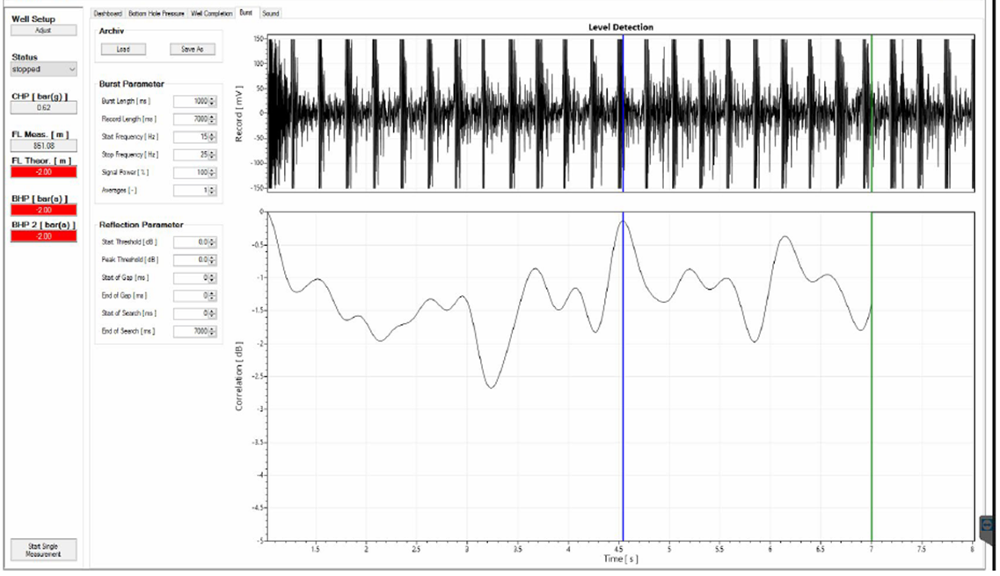 Dashboard Bottom Hole Pressure Well Completion Burst Sound
Well Setup
Adjust
Status
stopped
CHP [ bar(g) ]
0.62
FL Meas. [ m ]
851.08
FL Theor. [ m ]
-2.00
BHP [ bar(a) ]
-2.00
BHP 2 [ bar(a) ]
-2.00
Start Single
Measurement
Archiv
Load Save As
Burst Parameter
Burst Length [ ms ] 1000
Record Length [ ms ] 7000
Start Frequency [ Hz ] 15
Stop Frequency [ Hz ] 25
Signal Power [ % ] 100
Averages [ - ] 1
Reflection Parameter
Start Threshold [ dB ] 0.0
Peak Threshold [ dB ] 0.0
Start of Gap [ ms ] 0
End of Gap [ ms ] 0
Start of Search [ ms ] 0
End of Search [ ms ] 7000
Level Detection
Record [ mV ]
150
100
50
0
-50
-100
-150
Correlation [ dB ]
0
-0.5
-1
-1.5
-2
-2.5
-3
-3.5
-4
-4.5
-5
1.5 2 2.5 3 3.5 4 4.5 5 5.5 6 6.5 7 7.5 8
Time [ s ]